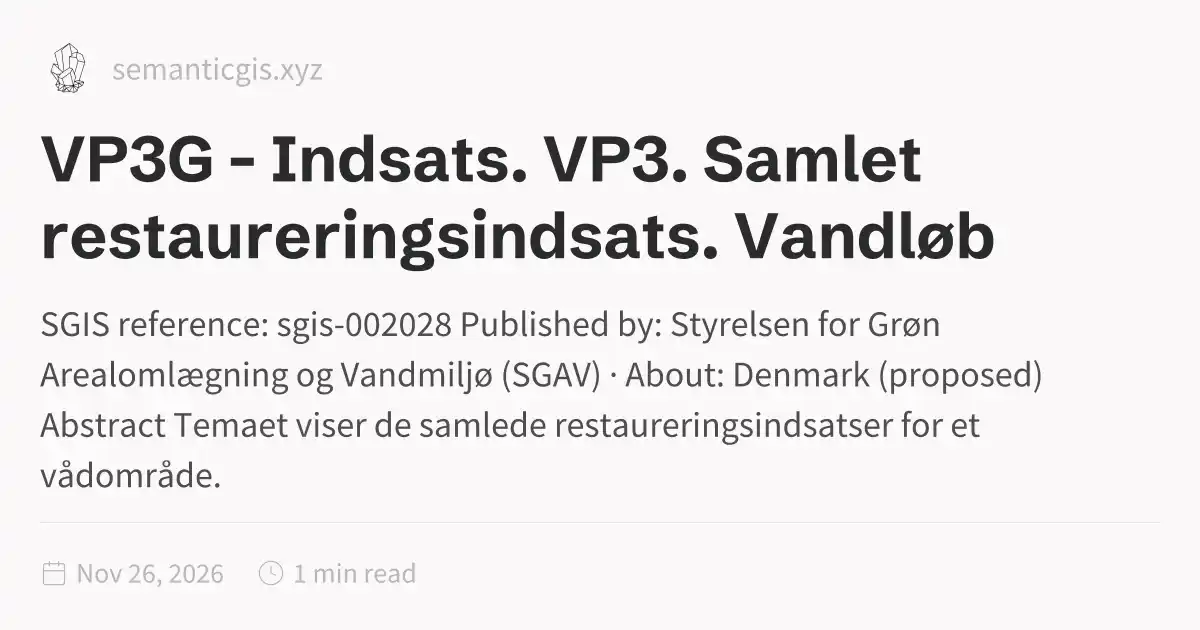 semanticgis.xyz
VP3G - Indsats. VP3. Samlet
restaureringsindsats. Vandløb
SGIS reference: sgis-002028 Published by: Styrelsen for Grøn
Arealomlægning og Vandmiljø (SGAV) · About: Denmark (proposed)
Abstract Temaet viser de samlede restaureringsindsatser for et
vådområde.
Nov 26, 2026 1 min read